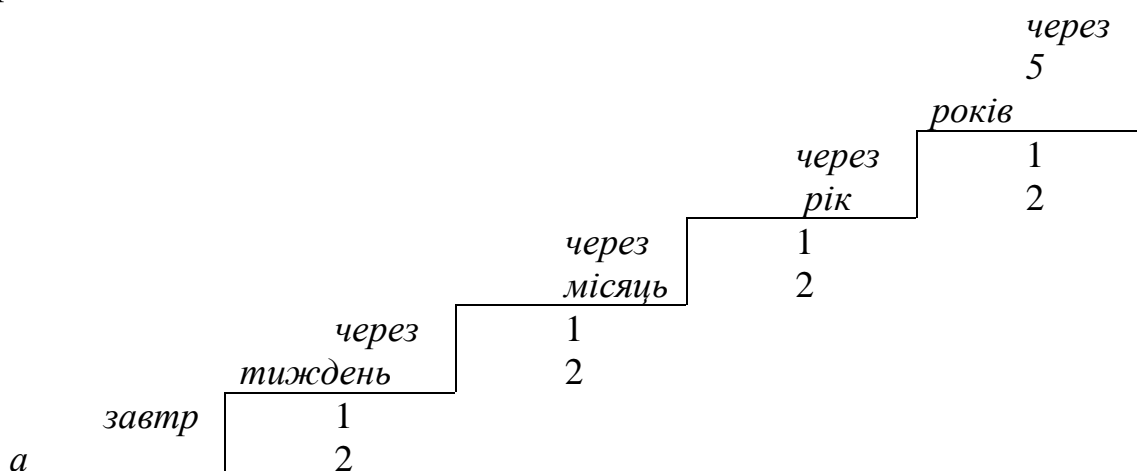 через
5
років
1
2
через
рік
1
2
через
місяць
1
2
через
тиждень
1
2
завтр
а